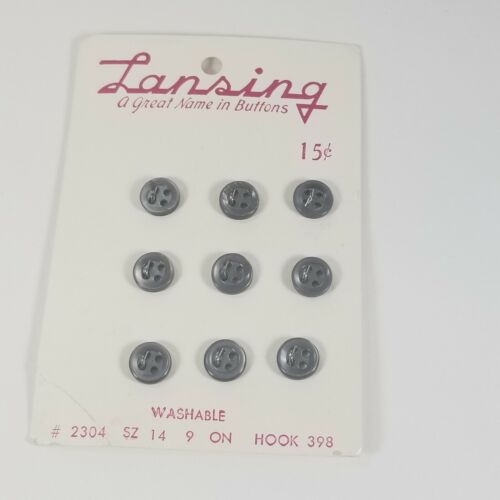 Lansing
A Great Name in Buttons
15¢
WASHABLE
# 2304 SZ 14 9 ON HOOK 398